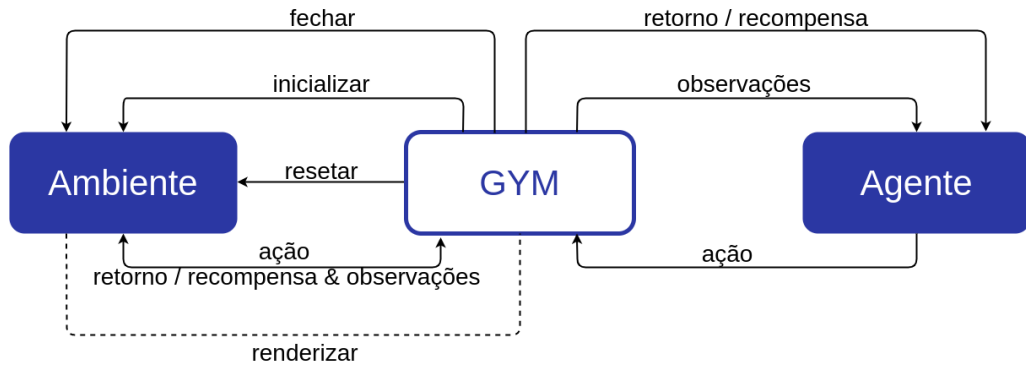 fechar
retorno / recompensa
inicializar
observações
Ambiente
resetar
GYM
Agente
ação
retorno / recompensa & observações
ação
renderizar